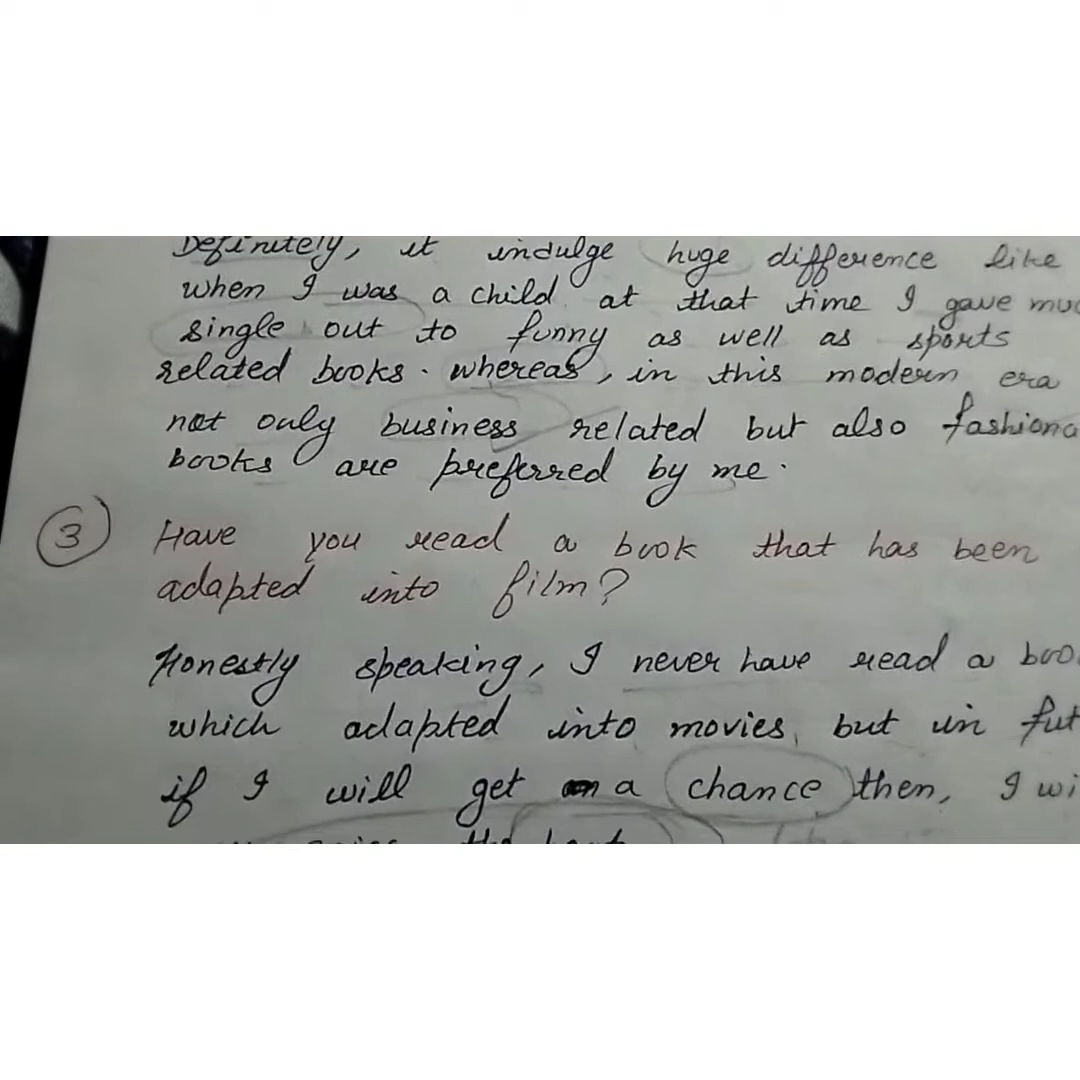 Definitely, it indulge huge difference like
when I was a child at that time I gave
single out to funny as well as sports
related books. whereas, in this modern era
not only business related but also
books are preferred by me.
3 Have you read a book that has been
adapted into film?
Honestly speaking, I never have read a
which adapted into movies, but in
if I will get a chance then, I
the